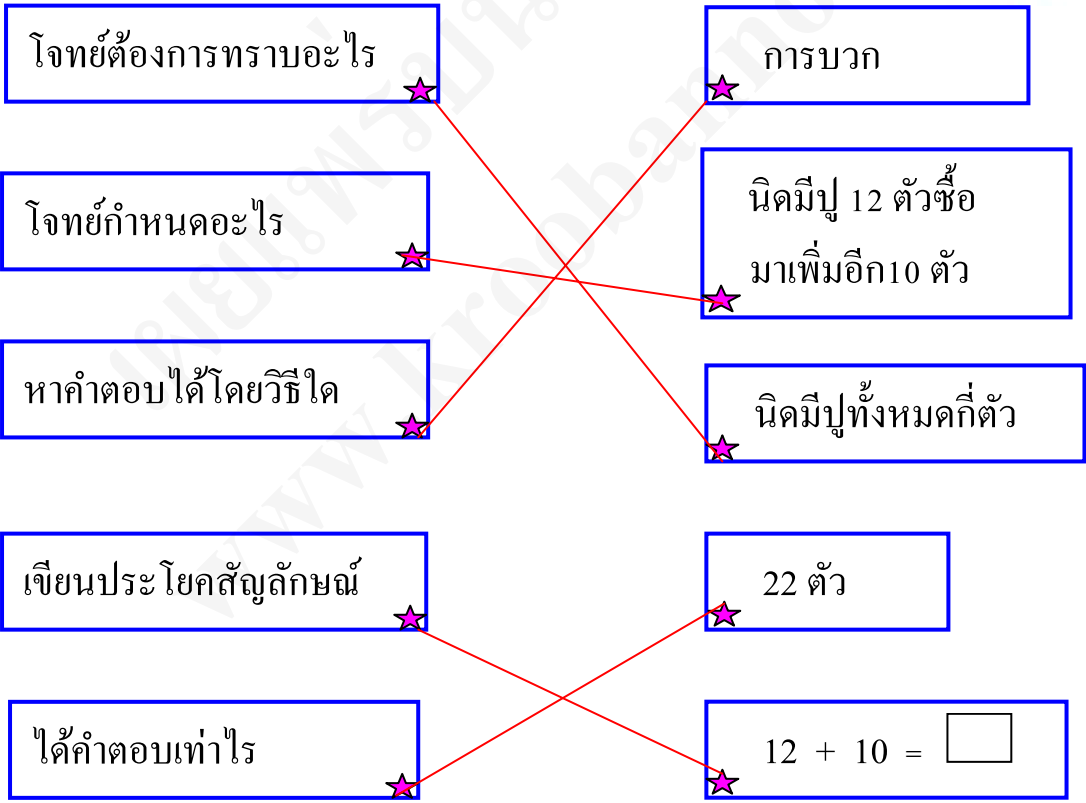 โจทย์ต้องการทราบอะไร
การบวก
โจทย์กำหนดอะไร
นิดมีปู 12 ตัวซื้อ
มาเพิ่มอีก10 ตัว
หาคำตอบได้โดยวิธีใด
นิดมีปูทั้งหมดกี่ตัว
เขียนประโยคสัญลักษณ์
22 ตัว
ได้คำตอบเท่าไร
12 + 10 =